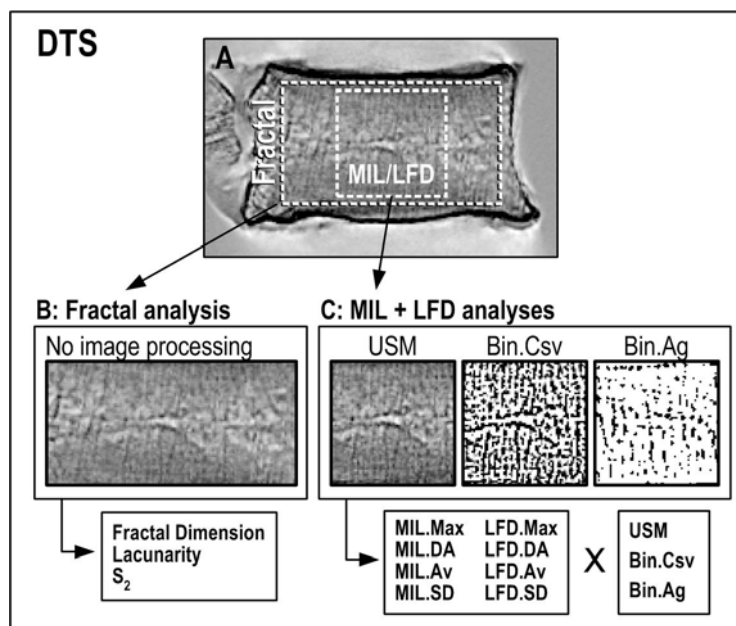 DTS
A
Fractal
MIL/LFD
B: Fractal analysis
No image processing
C: MIL + LFD analyses
USM Bin.Csv Bin.Ag
Fractal Dimension
Lacunarity
S₂
MIL.Max LFD.Max
MIL.DA LFD.DA
MIL.Av LFD.Av
MIL.SD LFD.SD
X
USM
Bin.Csv
Bin.Ag